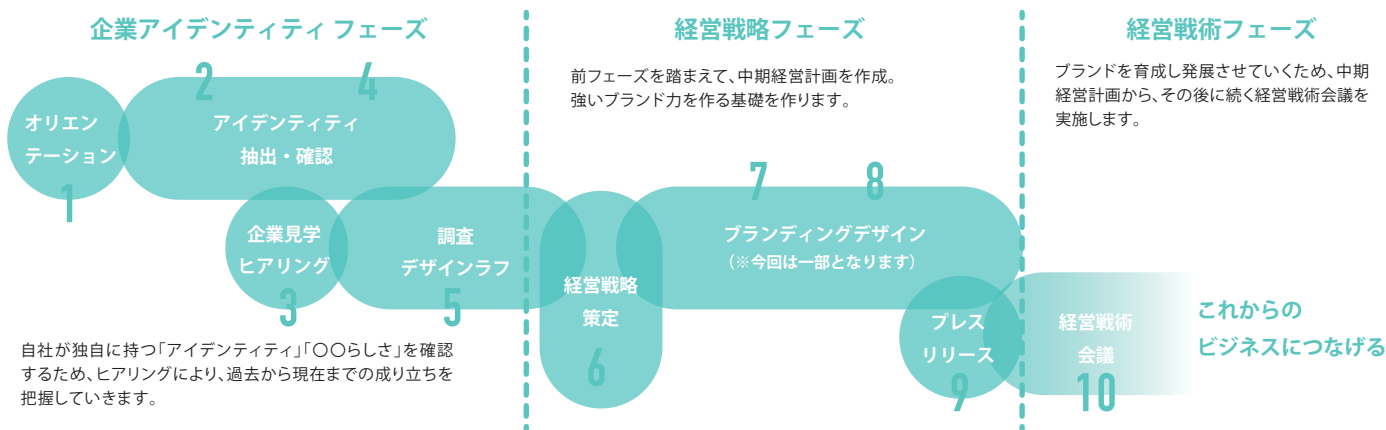 企業アイデンティティ フェーズ
2
4
オリエン
テーション
1
アイデンティティ
抽出・確認
企業見学
ヒアリング
3
調査
デザインラフ
5
自社が独自に持つ「アイデンティティ」「〇〇らしさ」を確認
するため、ヒアリングにより、過去から現在までの成り立ちを
把握していきます。
経営戦略フェーズ
前フェーズを踏まえて、中期経営計画を作成。
強いブランド力を作る基礎を作ります。
経営戦略
策定
6
7
8
ブランディングデザイン
（※今回は一部となります）
プレス
リリース
9
経営戦術フェーズ
ブランドを育成し発展させていくため、中期
経営計画から、その後に続く経営戦術会議を
実施します。
経営戦術
会議
10
これからの
ビジネスにつなげる